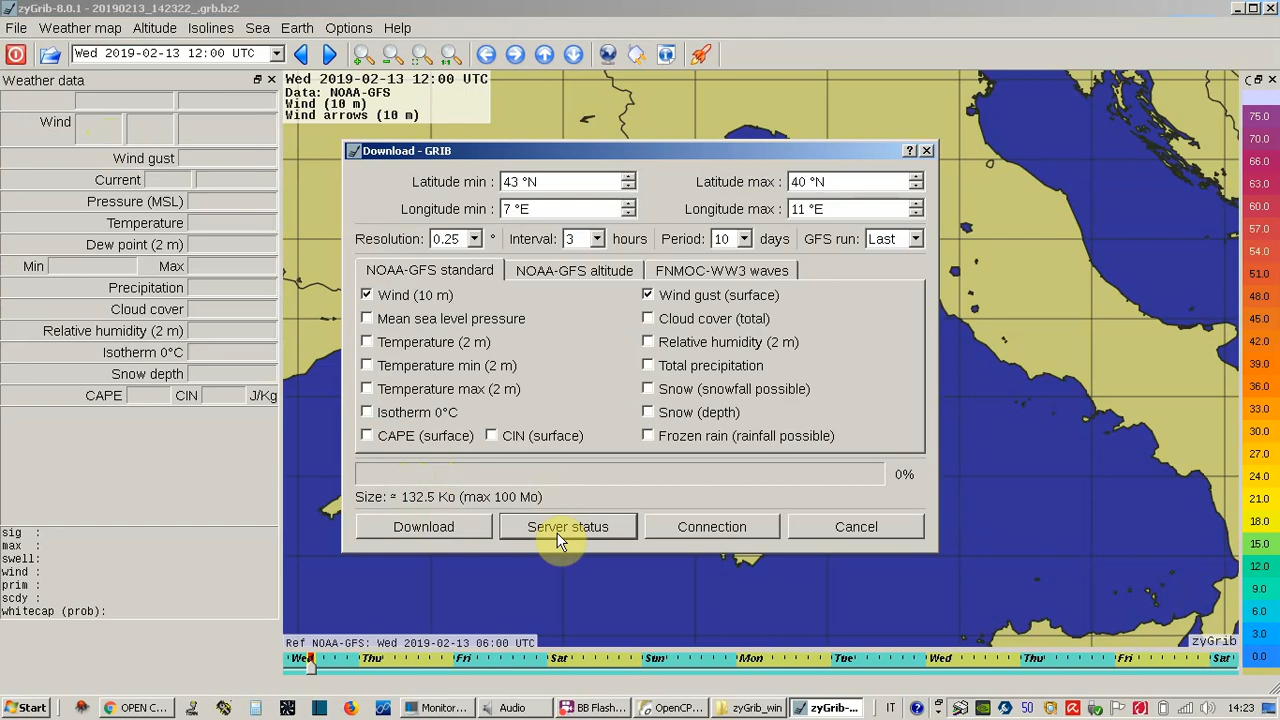 zyGrib-8.0.1 - 20190213_142322_.grb.bz2
File Weather map Altitude Isolines Sea Earth Options Help
Wed 2019-02-13 12:00 UTC
Weather data
Wind
Wind gust
Current
Pressure (MSL)
Temperature
Dew point (2 m)
Min Max
Precipitation
Cloud cover
Relative humidity (2 m)
Isotherm 0°C
Snow depth
CAPE CIN J/Kg
sig :
max :
swell:
wind :
prim :
scdy :
whitecap (prob):
Wed 2019-02-13 12:00 UTC
Data: NOAA-GFS
Wind (10 m)
Wind arrows (10 m)
Download - GRIB
Latitude min : 43 °N Latitude max : 40 °N
Longitude min : 7 °E Longitude max : 11 °E
Resolution: 0.25 ° Interval: 3 hours Period: 10 days GFS run: Last
NOAA-GFS standard NOAA-GFS altitude FNMOC-WW3 waves
Wind (10 m) Wind gust (surface)
Mean sea level pressure Cloud cover (total)
Temperature (2 m) Relative humidity (2 m)
Temperature min (2 m) Total precipitation
Temperature max (2 m) Snow (snowfall possible)
Isotherm 0°C Snow (depth)
CAPE (surface) CIN (surface) Frozen rain (rainfall possible)
0%
Size: ≈ 132.5 Ko (max 100 Mo)
Download Server status Connection Cancel
75.0
70.0
66.0
63.0
57.0
54.0
51.0
48.0
45.0
42.0
39.0
36.0
33.0
30.0
27.0
24.0
21.0
18.0
15.0
12.0
9.0
6.0
3.0
0.0
Ref NOAA-GFS: Wed 2019-02-13 06:00 UTC
zyGrib
Wed Thu Fri Sat Sun Mon Tue Wed Thu Fri Sat
Start OPEN C... Monitor... Audio BB Flash... OpenCP... zyGrib_win zyGrib-... IT 50 14:23